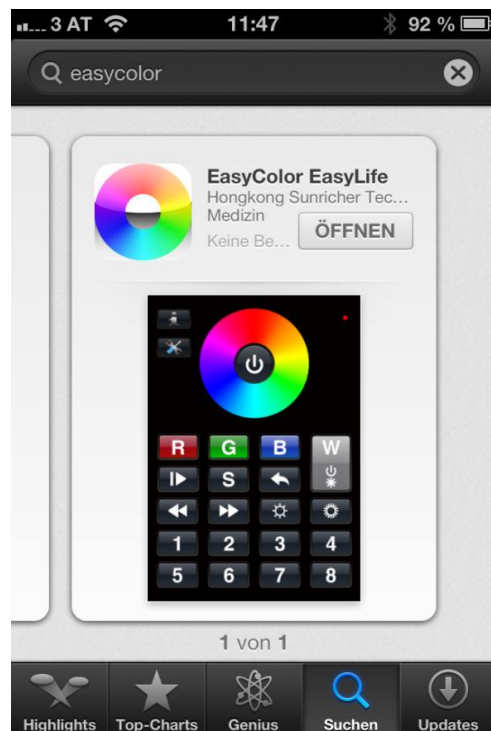 3 AT 11:47 92 %
easycolor
EasyColor EasyLife
Hongkong Sunricher Tec...
Medizin
Keine Be... ÖFFNEN
R G B W
S
1 2 3 4
5 6 7 8
1 von 1
Highlights Top-Charts Genius Suchen Updates